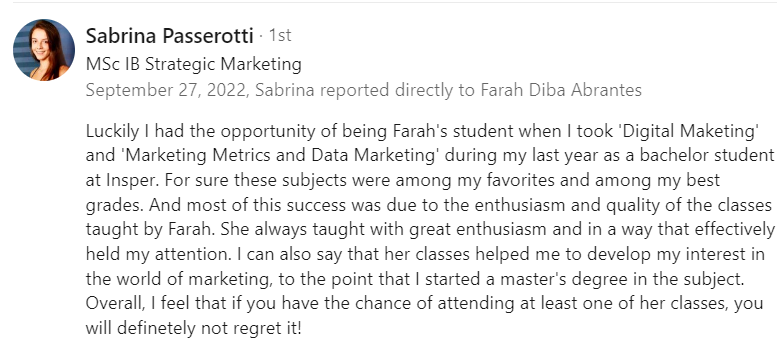 Sabrina Passerotti · 1st
MSc IB Strategic Marketing
September 27, 2022, Sabrina reported directly to Farah Diba Abrantes
Luckily I had the opportunity of being Farah's student when I took 'Digital Maketing'
and 'Marketing Metrics and Data Marketing' during my last year as a bachelor student
at Insper. For sure these subjects were among my favorites and among my best
grades. And most of this success was due to the enthusiasm and quality of the classes
taught by Farah. She always taught with great enthusiasm and in a way that effectively
held my attention. I can also say that her classes helped me to develop my interest in
the world of marketing, to the point that I started a master's degree in the subject.
Overall, I feel that if you have the chance of attending at least one of her classes, you
will definetely not regret it!